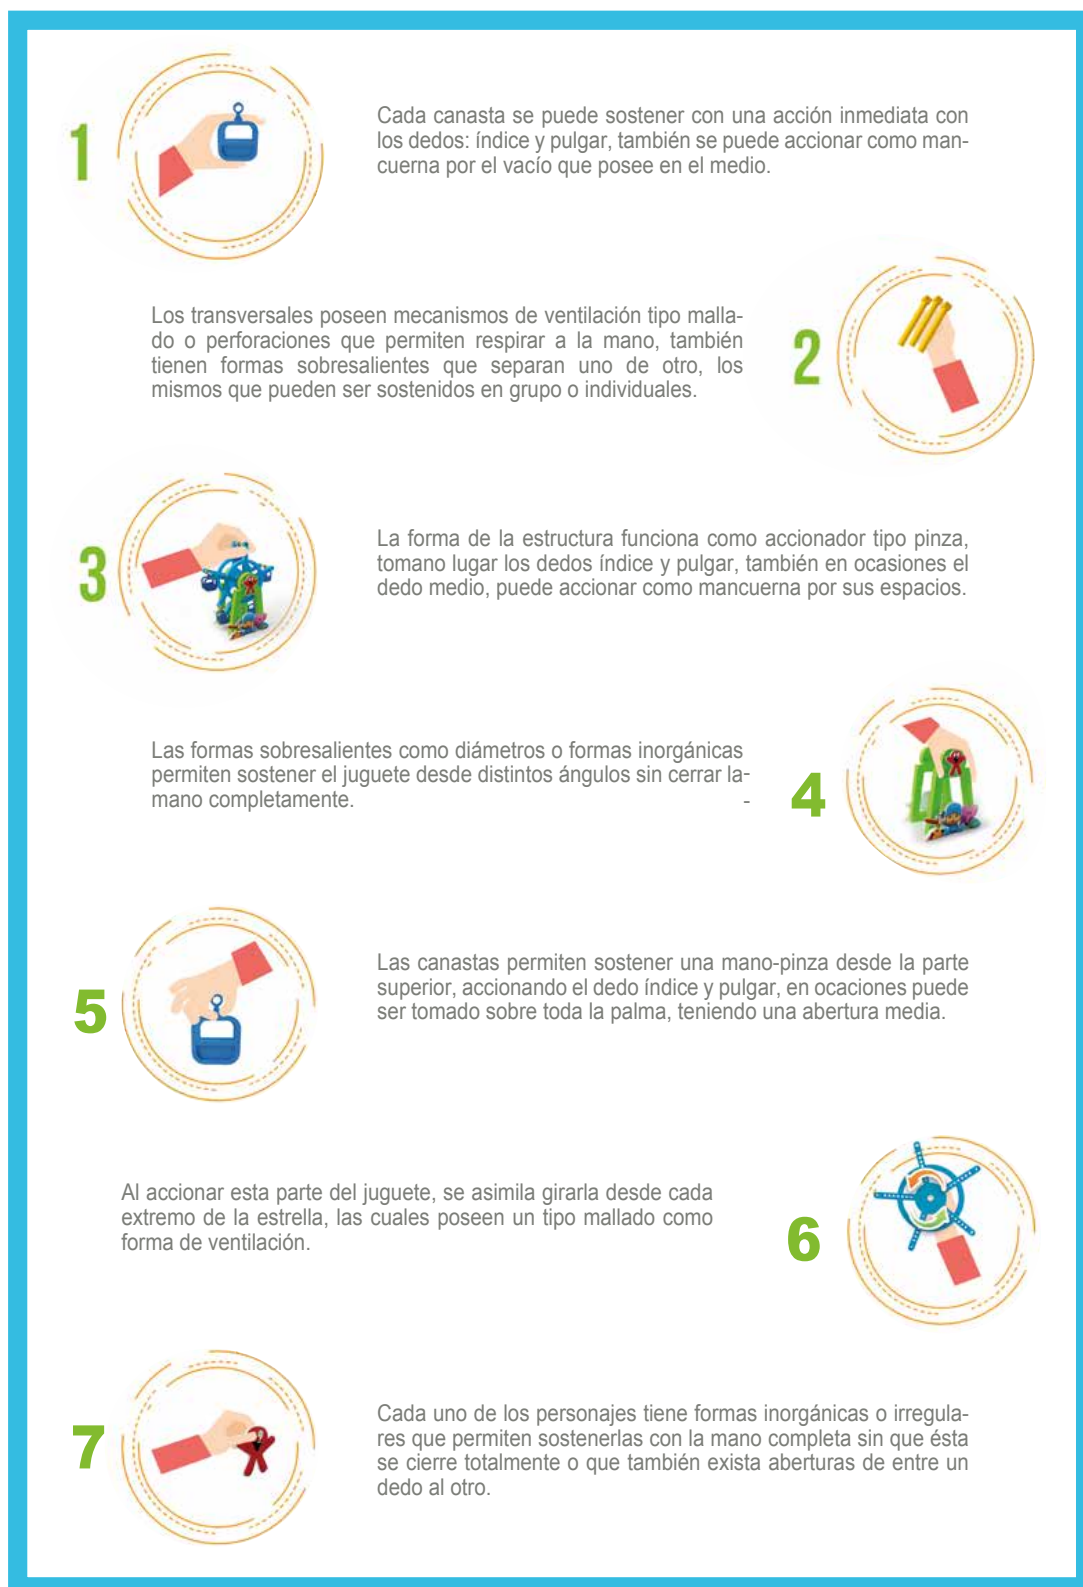 1
Cada canasta se puede sostener con una acción inmediata con
los dedos: índice y pulgar, también se puede accionar como man-
cuerna por el vacío que posee en el medio.
Los transversales poseen mecanismos de ventilación tipo malla-
do o perforaciones que permiten respirar a la mano, también
tienen formas sobresalientes que separan uno de otro, los
mismos que pueden ser sostenidos en grupo o individuales.
2
3
La forma de la estructura funciona como accionador tipo pinza,
tomano lugar los dedos índice y pulgar, también en ocasiones el
dedo medio, puede accionar como mancuerna por sus espacios.
Las formas sobresalientes como diámetros o formas inorgánicas
permiten sostener el juguete desde distintos ángulos sin cerrar la-
mano completamente. -
4
5
Las canastas permiten sostener una mano-pinza desde la parte
superior, accionando el dedo índice y pulgar, en ocaciones puede
ser tomado sobre toda la palma, teniendo una abertura media.
Al accionar esta parte del juguete, se asimila girarla desde cada
extremo de la estrella, las cuales poseen un tipo mallado como
forma de ventilación.
6
7
Cada uno de los personajes tiene formas inorgánicas o irregula-
res que permiten sostenerlas con la mano completa sin que ésta
se cierre totalmente o que también exista aberturas de entre un
dedo al otro.